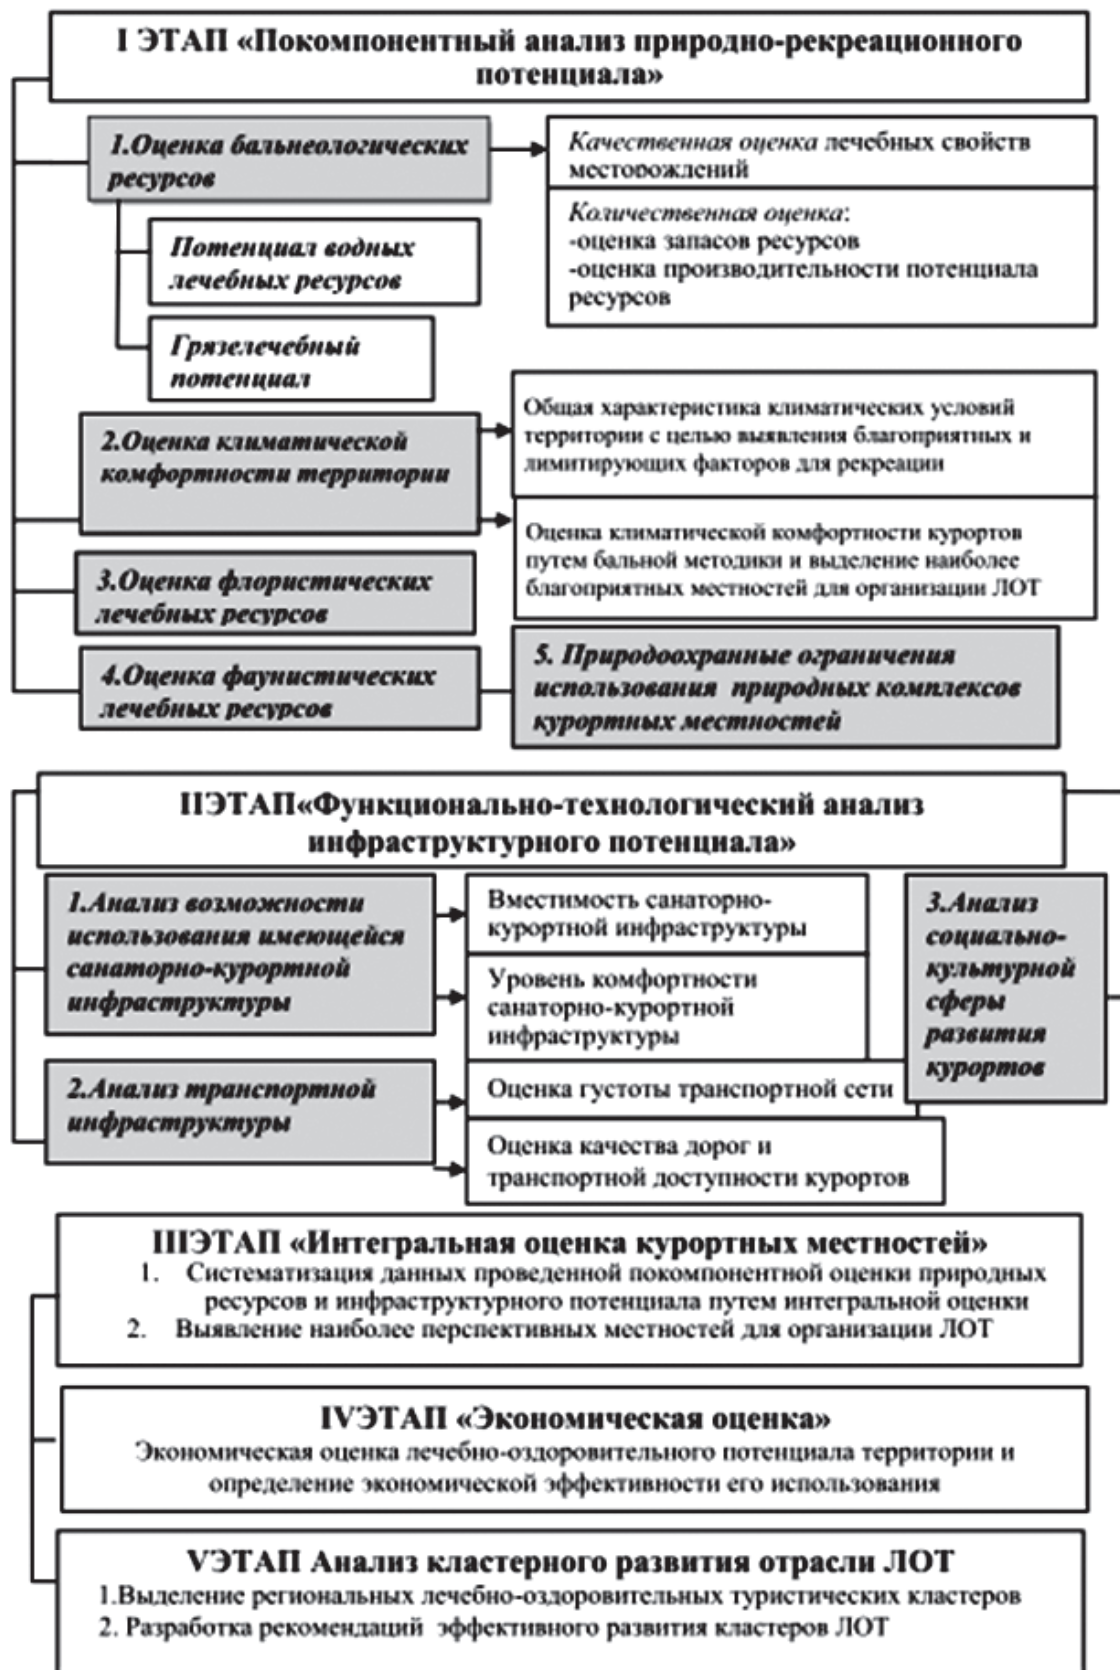 I ЭТАП «Покомпонентный анализ природно-рекреационного
потенциала»
1.Оценка бальнеологических
ресурсов
Качественная оценка лечебных свойств
месторождений
Количественная оценка:
-оценка запасов ресурсов
-оценка производительности потенциала
ресурсов
Потенциал водных
лечебных ресурсов
Грязелечебный
потенциал
2.Оценка климатической
комфортности территории
Общая характеристика климатических условий
территории с целью выявления благоприятных и
лимитирующих факторов для рекреации
Оценка климатической комфортности курортов
путем бальной методики и выделение наиболее
благоприятных местностей для организации ЛОТ
3.Оценка флористических
лечебных ресурсов
4.Оценка фаунистических
лечебных ресурсов
5. Природоохранные ограничения
использования природных комплексов
курортных местностей
IIЭТАП«Функционально-технологический анализ
инфраструктурного потенциала»
1.Анализ возможности
использования имеющейся
санаторно-курортной
инфраструктуры
Вместимость санаторно-
курортной инфраструктуры
Уровень комфортности
санаторно-курортной
инфраструктуры
3.Анализ
социально-
культурной
сферы
развития
курортов
2.Анализ транспортной
инфраструктуры
Оценка густоты транспортной сети
Оценка качества дорог и
транспортной доступности курортов
IIIЭТАП «Интегральная оценка курортных местностей»
1. Систематизация данных проведенной покомпонентной оценки природных
ресурсов и инфраструктурного потенциала путем интегральной оценки
2. Выявление наиболее перспективных местностей для организации ЛОТ
IVЭТАП «Экономическая оценка»
Экономическая оценка лечебно-оздоровительного потенциала территории и
определение экономической эффективности его использования
VЭТАП Анализ кластерного развития отрасли ЛОТ
1.Выделение региональных лечебно-оздоровительных туристических кластеров
2. Разработка рекомендаций эффективного развития кластеров ЛОТ